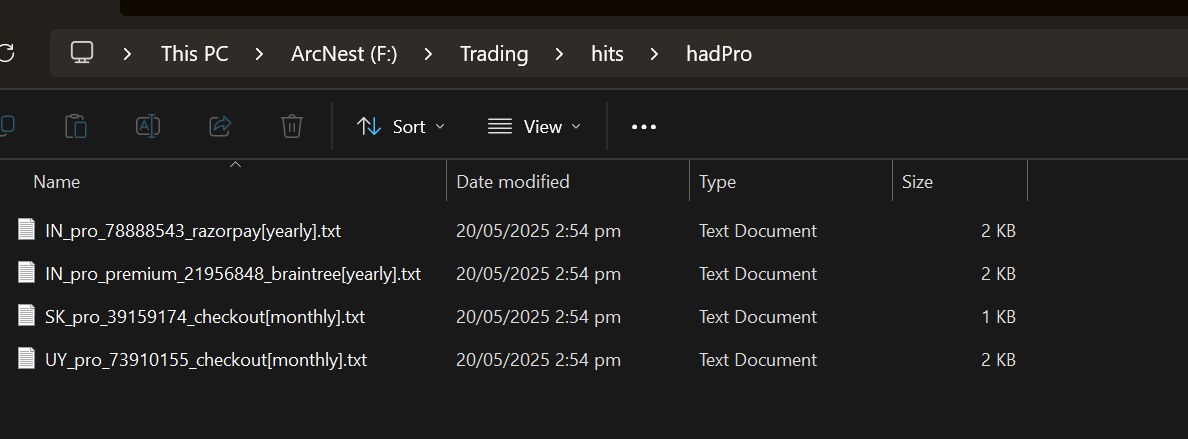 This PC > ArcNest (F:) > Trading > hits > hadPro
Sort View
Name Date modified Type Size
IN_pro_78888543_razorpay[yearly].txt 20/05/2025 2:54 pm Text Document 2 KB
IN_pro_premium_21956848_braintree[yearly].txt 20/05/2025 2:54 pm Text Document 2 KB
SK_pro_39159174_checkout[monthly].txt 20/05/2025 2:54 pm Text Document 1 KB
UY_pro_73910155_checkout[monthly].txt 20/05/2025 2:54 pm Text Document 2 KB